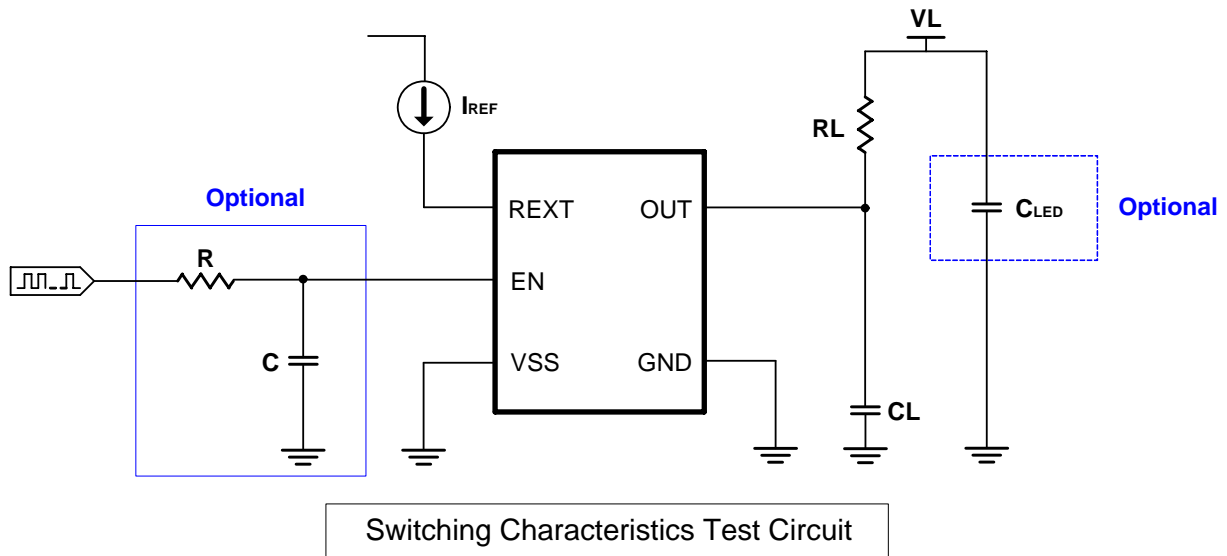 VL
IREF
RL
Optional
REXT
OUT
CLED
Optional
R
EN
C
VSS
GND
CL
Switching Characteristics Test Circuit